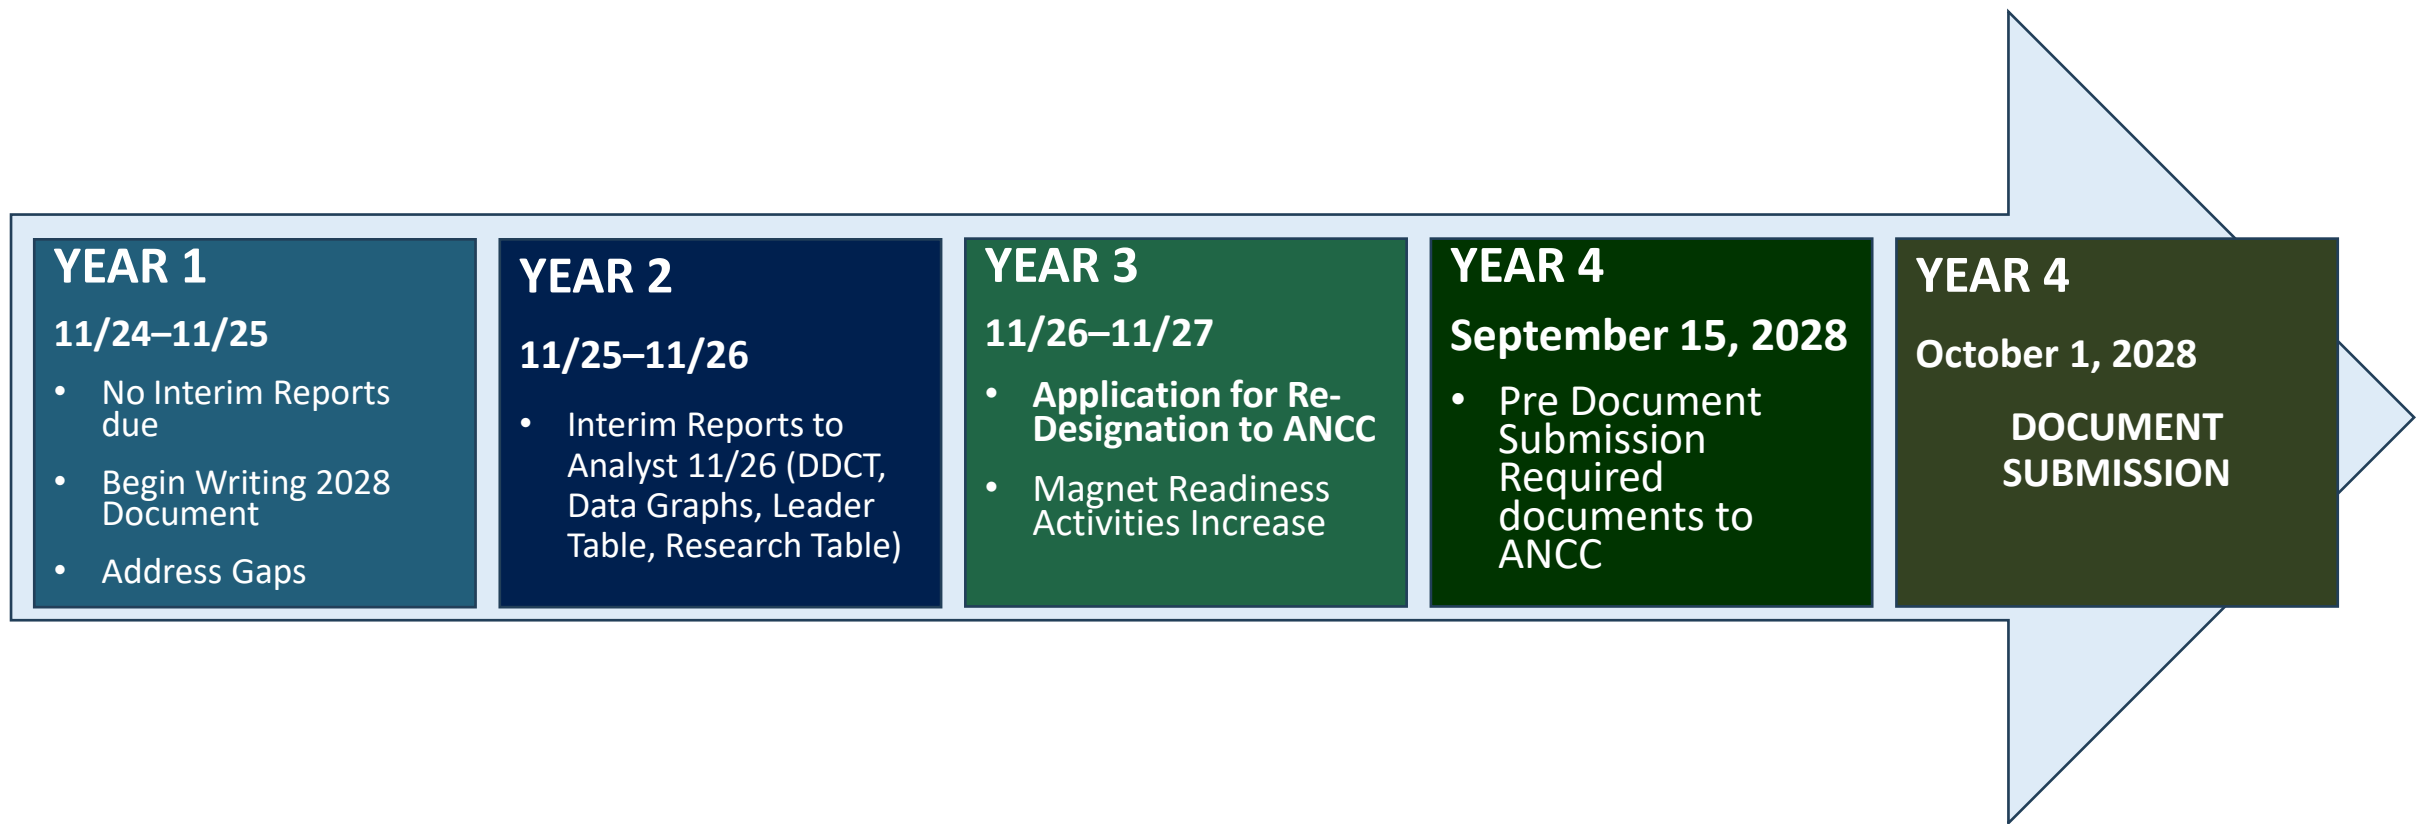 YEAR 1
11/24–11/25
• No Interim Reports
due
• Begin Writing 2028
Document
• Address Gaps
YEAR 2
11/25–11/26
• Interim Reports to
Analyst 11/26 (DDCT,
Data Graphs, Leader
Table, Research Table)
YEAR 3
11/26–11/27
• Application for Re-
Designation to ANCC
• Magnet Readiness
Activities Increase
YEAR 4
September 15, 2028
• Pre Document
Submission
Required
documents to
ANCC
YEAR 4
October 1, 2028
DOCUMENT
SUBMISSION